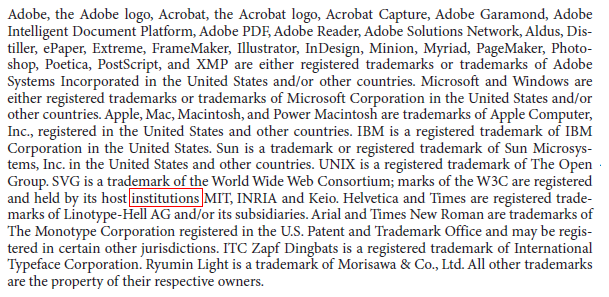 Adobe, the Adobe logo, Acrobat, the Acrobat logo, Acrobat Capture, Adobe Garamond, Adobe
Intelligent Document Platform, Adobe PDF, Adobe Reader, Adobe Solutions Network, Aldus, Dis-
tiller, ePaper, Extreme, FrameMaker, Illustrator, InDesign, Minion, Myriad, PageMaker, Photo-
shop, Poetica, PostScript, and XMP are either registered trademarks or trademarks of Adobe
Systems Incorporated in the United States and/or other countries. Microsoft and Windows are
either registered trademarks or trademarks of Microsoft Corporation in the United States and/or
other countries. Apple, Mac, Macintosh, and Power Macintosh are trademarks of Apple Computer,
Inc., registered in the United States and other countries. IBM is a registered trademark of IBM
Corporation in the United States. Sun is a trademark or registered trademark of Sun Microsys-
tems, Inc. in the United States and other countries. UNIX is a registered trademark of The Open
Group. SVG is a trademark of the World Wide Web Consortium; marks of the W3C are registered
and held by its host institutions MIT, INRIA and Keio. Helvetica and Times are registered trade-
marks of Linotype-Hell AG and/or its subsidiaries. Arial and Times New Roman are trademarks of
The Monotype Corporation registered in the U.S. Patent and Trademark Office and may be regis-
tered in certain other jurisdictions. ITC Zapf Dingbats is a registered trademark of International
Typeface Corporation. Ryumin Light is a trademark of Morisawa & Co., Ltd. All other trademarks
are the property of their respective owners.